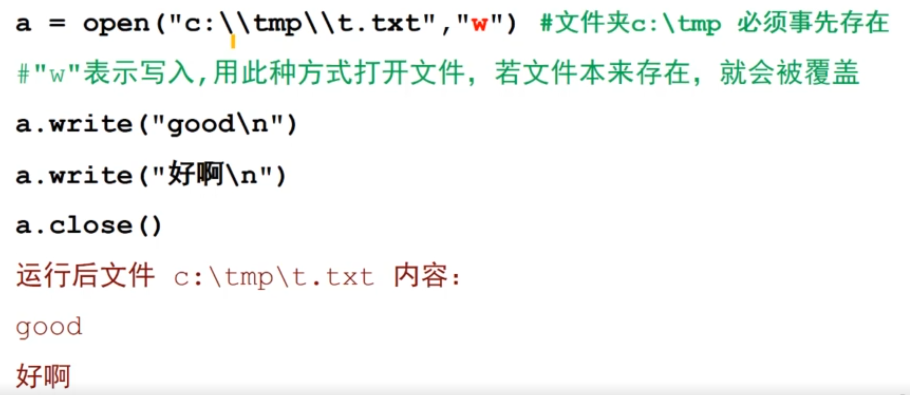 a = open("c:\\tmp\\t.txt","w") #文件夹c:\tmp 必须事先存在
#"w"表示写入,用此种方式打开文件，若文件本来存在，就会被覆盖
a.write("good\n")
a.write("好啊\n")
a.close()
运行后文件 c:\tmp\t.txt 内容：
good
好啊